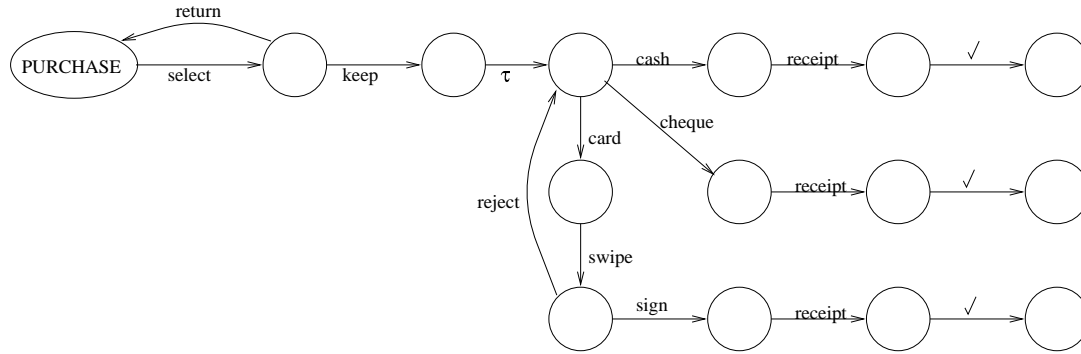 return
PURCHASE
select
keep
τ
cash
receipt
√
card
cheque
reject
receipt
√
swipe
sign
receipt
√